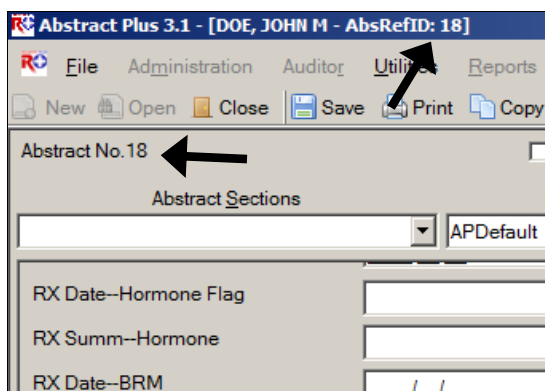 Abstract Plus 3.1 - [DOE, JOHN M - AbsRefID: 18]
File Administration Auditor Utilities Reports
New Open Close Save Print Copy
Abstract No.18
Abstract Sections
APDefault
RX Date--Hormone Flag
RX Summ--Hormone
RX Date--BRM
/ /